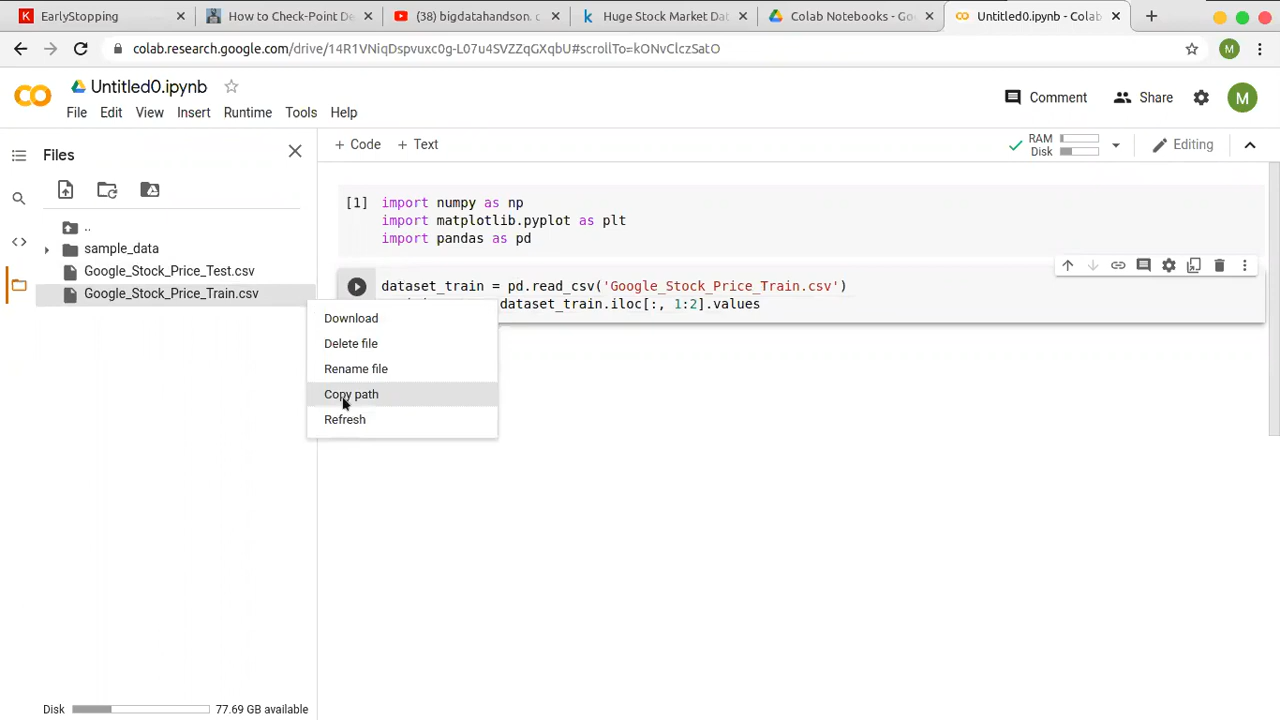 EarlyStopping
How to Check-Point De
(38) bigdatahandson.
Huge Stock Market Dat
Colab Notebooks - Goo
Untitled0.ipynb - Colab
colab.research.google.com/drive/14R1VNiqDspvuxc0g-L07u4SVZZqGXqbU#scrollTo=kONvClczSatO
M
CO
Untitled0.ipynb
File Edit View Insert Runtime Tools Help
Comment
Share
M
Files
+ Code + Text
RAM
Disk
Editing
..
sample_data
Google_Stock_Price_Test.csv
Google_Stock_Price_Train.csv
[1] import numpy as np
import matplotlib.pyplot as plt
import pandas as pd
dataset_train = pd.read_csv('Google_Stock_Price_Train.csv')
dataset_train.iloc[:, 1:2].values
Download
Delete file
Rename file
Copy path
Refresh
Disk 77.69 GB available